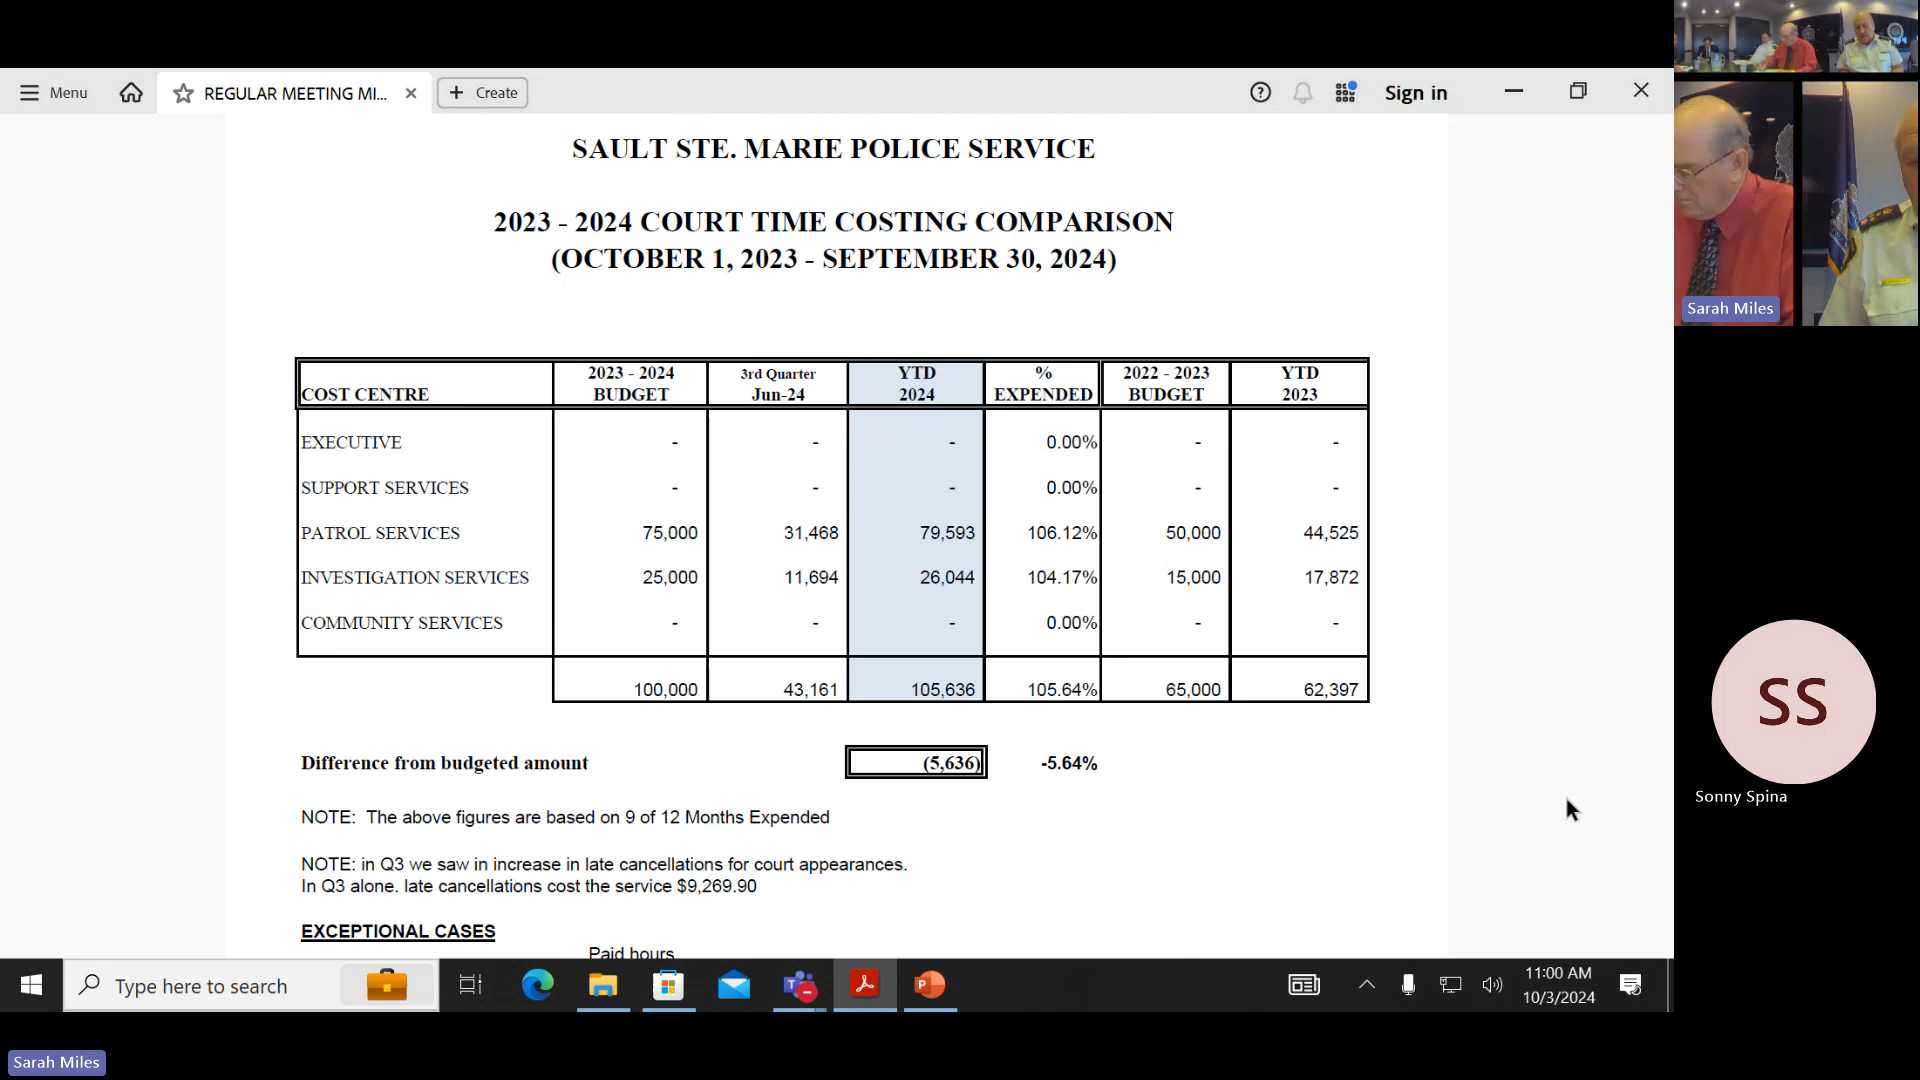 Menu
REGULAR MEETING MI...
Create
Sign in
SAULT STE. MARIE POLICE SERVICE
2023 - 2024 COURT TIME COSTING COMPARISON
(OCTOBER 1, 2023 - SEPTEMBER 30, 2024)
COST CENTRE 2023 - 2024 BUDGET 3rd Quarter Jun-24 YTD 2024 % EXPENDED 2022 - 2023 BUDGET YTD 2023
EXECUTIVE - - - 0.00% - -
SUPPORT SERVICES - - - 0.00% - -
PATROL SERVICES 75,000 31,468 79,593 106.12% 50,000 44,525
INVESTIGATION SERVICES 25,000 11,694 26,044 104.17% 15,000 17,872
COMMUNITY SERVICES - - - 0.00% - -
100,000 43,161 105,636 105.64% 65,000 62,397
Difference from budgeted amount (5,636) -5.64%
NOTE: The above figures are based on 9 of 12 Months Expended
NOTE: in Q3 we saw in increase in late cancellations for court appearances.
In Q3 alone. late cancellations cost the service $9,269.90
EXCEPTIONAL CASES
Paid hours
Type here to search
11:00 AM
10/3/2024
Sarah Miles
SS
Sonny Spina
Sarah Miles